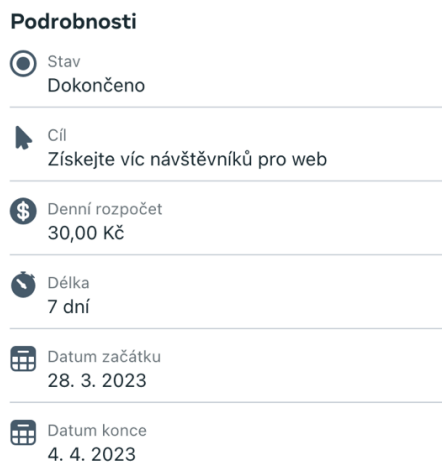 Podrobnosti
Stav
Dokončeno
Cíl
Získejte víc návštěvníků pro web
Denní rozpočet
30,00 Kč
Délka
7 dní
Datum začátku
28. 3. 2023
Datum konce
4. 4. 2023